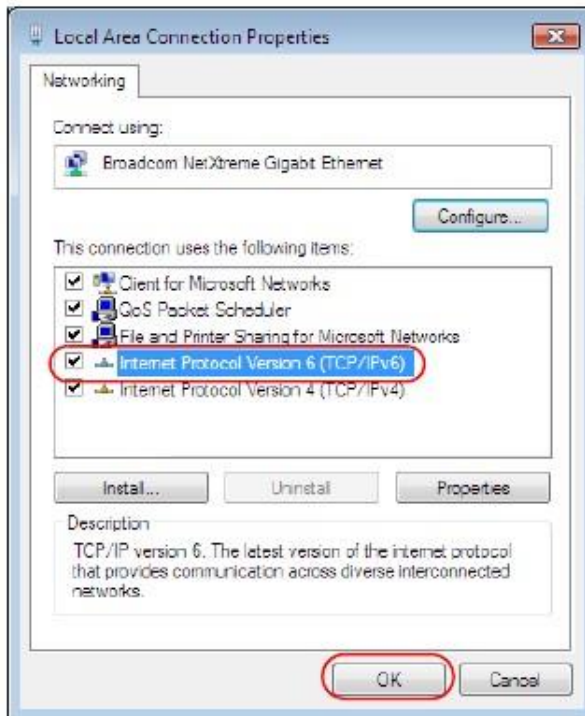 Local Area Connection Properties
Networking
Connect using:
Broadcom NetXtreme Gigabit Ethernet
Configure...
This connection uses the following items:
Client for Microsoft Networks
QoS Packet Scheduler
File and Printer Sharing for Microsoft Networks
Internet Protocol Version 6 (TCP/IPv6)
Internet Protocol Version 4 (TCP/IPv4)
Install... Uninstall Properties
Description
TCP/IP version 6. The latest version of the internet protocol
that provides communication across diverse interconnected
networks.
OK Cancel